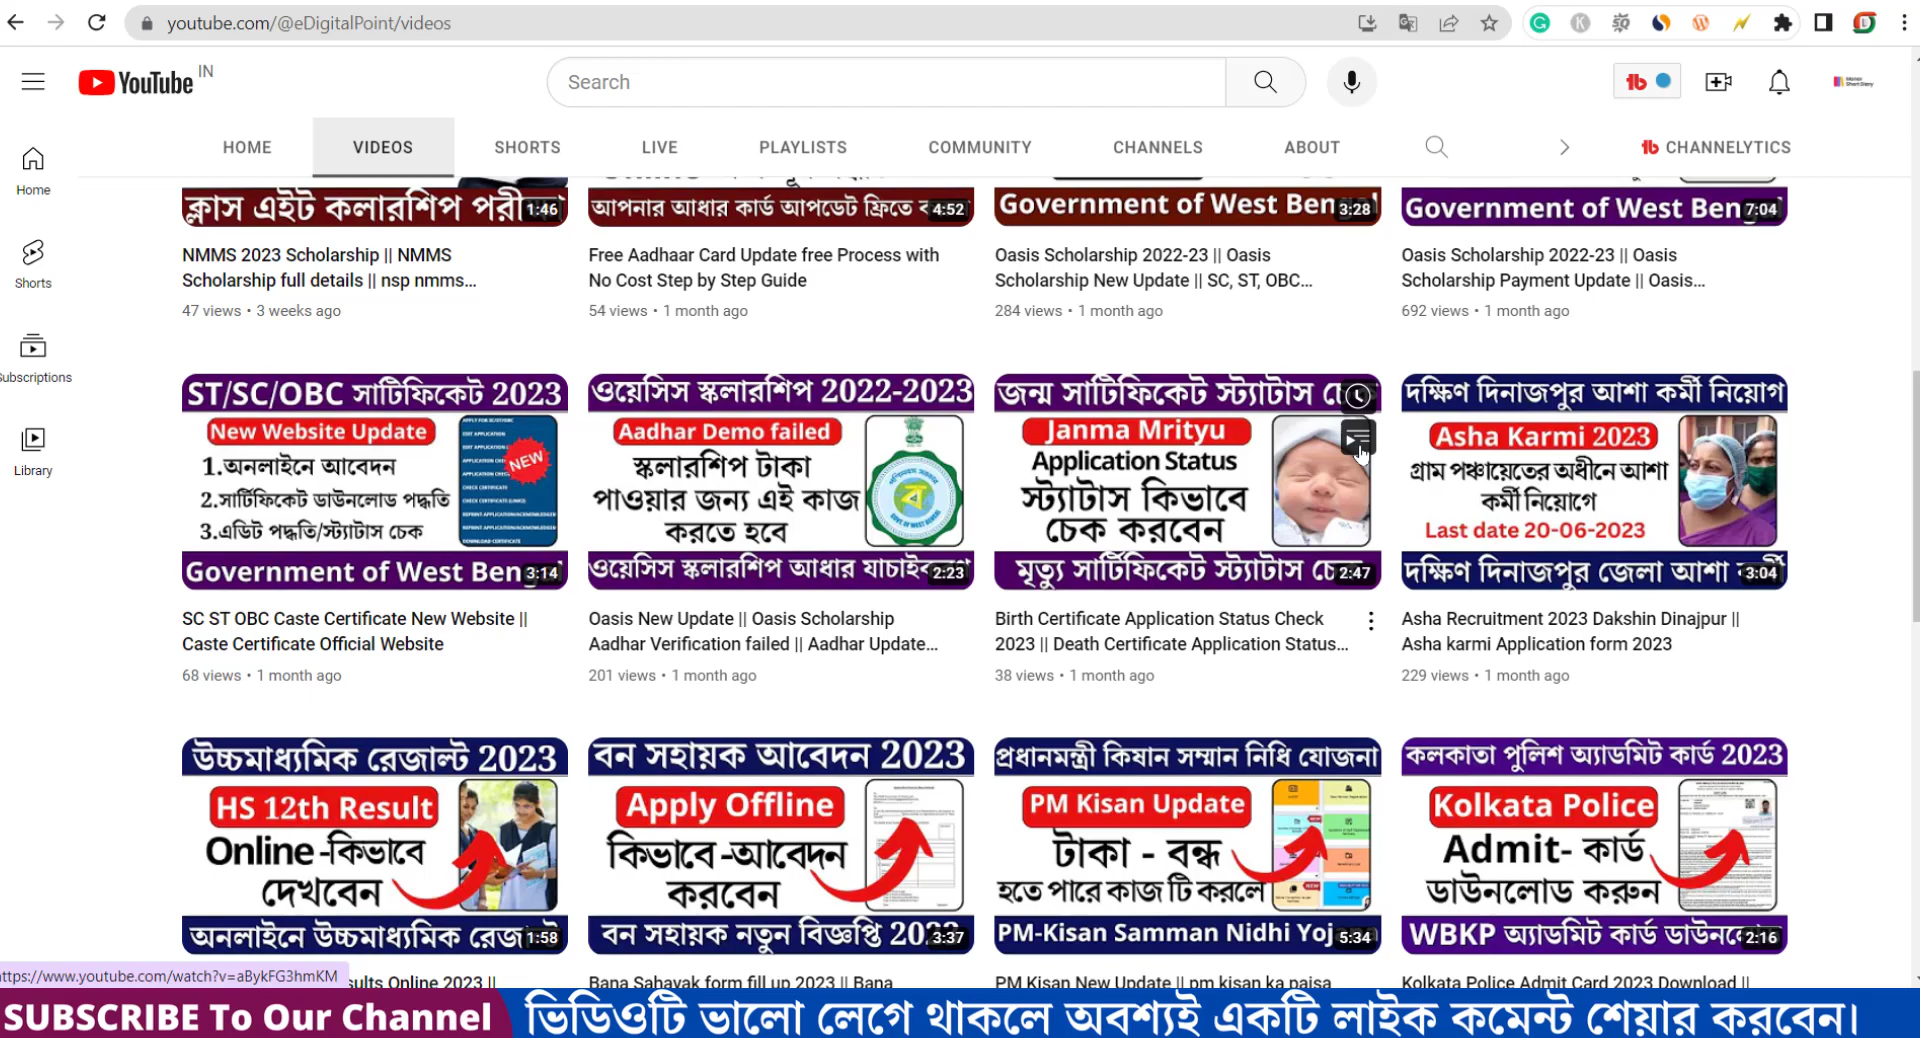 youtube.com/@eDigitalPoint/videos
YouTube IN
Search
HOME VIDEOS SHORTS LIVE PLAYLISTS COMMUNITY CHANNELS ABOUT CHANNELYTICS
Home
Shorts
Subscriptions
Library
ক্লাস এইট কলারশিপ পরী 1:46
আপনার আধার কার্ড আপডেট ফ্রিতে 4:52
Government of West Ben 3:28
Government of West Ben 7:04
NMMS 2023 Scholarship || NMMS
Scholarship full details || nsp nmms...
47 views • 3 weeks ago
Free Aadhaar Card Update free Process with
No Cost Step by Step Guide
54 views • 1 month ago
Oasis Scholarship 2022-23 || Oasis
Scholarship New Update || SC, ST, OBC...
284 views • 1 month ago
Oasis Scholarship 2022-23 || Oasis
Scholarship Payment Update || Oasis...
692 views • 1 month ago
ST/SC/OBC সার্টিফিকেট 2023
New Website Update
1.অনলাইনে আবেদন
2.সার্টিফিকেট ডাউনলোড পদ্ধতি
3.এডিট পদ্ধতি/স্ট্যাটাস চেক
NEW
Government of West Ben 3:14
SC ST OBC Caste Certificate New Website ||
Caste Certificate Official Website
68 views • 1 month ago
ওয়েসিস স্কলারশিপ 2022-2023
Aadhar Demo failed
স্কলারশিপ টাকা
পাওয়ার জন্য এই কাজ
করতে হবে
ওয়েসিস স্কলারশিপ আধার যাচাই 2:23
Oasis New Update || Oasis Scholarship
Aadhar Verification failed || Aadhar Update...
201 views • 1 month ago
জন্ম সার্টিফিকেট স্ট্যাটাস
Janma Mrityu
Application Status
স্ট্যাটাস কিভাবে
চেক করবেন
মৃত্যু সার্টিফিকেট স্ট্যাটাস 2:47
Birth Certificate Application Status Check
2023 || Death Certificate Application Status...
38 views • 1 month ago
দক্ষিণ দিনাজপুর আশা কর্মী নিয়োগ
Asha Karmi 2023
গ্রাম পঞ্চায়েতের অধীনে আশা
কর্মী নিয়োগে
Last date 20-06-2023
দক্ষিণ দিনাজপুর জেলা আশা 3:04
Asha Recruitment 2023 Dakshin Dinajpur ||
Asha karmi Application form 2023
229 views • 1 month ago
উচ্চমাধ্যমিক রেজাল্ট 2023
HS 12th Result
Online -কিভাবে
দেখবেন
অনলাইনে উচ্চমাধ্যমিক রেজ 1:58
বন সহায়ক আবেদন 2023
Apply Offline
কিভাবে -আবেদন
করবেন
বন সহায়ক নতুন বিজ্ঞপ্তি 3:37
প্রধানমন্ত্রী কিষান সম্মান নিধি যোজনা
PM Kisan Update
টাকা - বন্ধ
হতে পারে কাজ টি করলে
PM-Kisan Samman Nidhi Yoj 5:34
কলকাতা পুলিশ অ্যাডমিট কার্ড 2023
Kolkata Police
Admit- কার্ড
ডাউনলোড করুন
WBKP অ্যাডমিট কার্ড 2:16
ttps://www.youtube.com/watch?v=aBykFG3hmKM
sults Online 2023 ||
Bana Sahayak form fill up 2023 || Bana
PM Kisan New Update || pm kisan ka paisa
Kolkata Police Admit Card 2023 Download ||
SUBSCRIBE To Our Channel
ভিডিওটি ভালো লেগে থাকলে অবশ্যই একটি লাইক কমেন্ট শেয়ার করবেন।